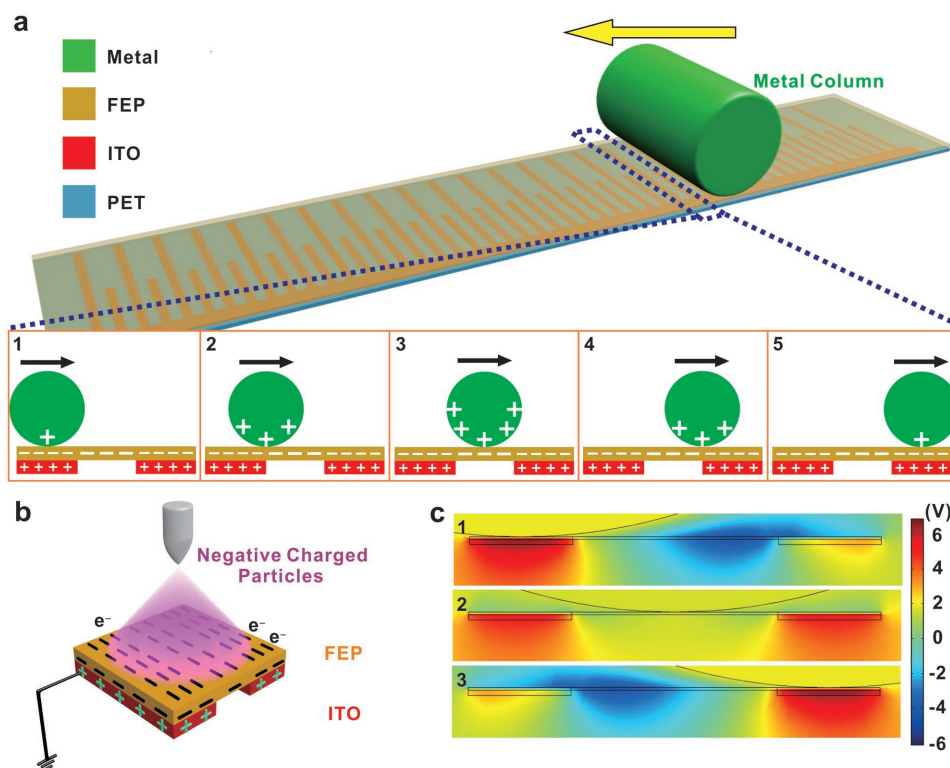 a
Metal
FEP
ITO
PET
Metal Column
1
2
3
4
5
+
+ + +
+ + + + +
+ + +
+
− − − − − − − − −
− − − − − − − − −
− − − − − − − − −
− − − − − − − − −
− − − − − − − − −
+ + + + + + + +
+ + + + + + + +
+ + + + + + + +
+ + + + + + + +
+ + + + + + + +
b
Negative Charged
Particles
e⁻
e⁻
e⁻
FEP
ITO
c
(V)
1
2
3
6
4
2
0
-2
-4
-6